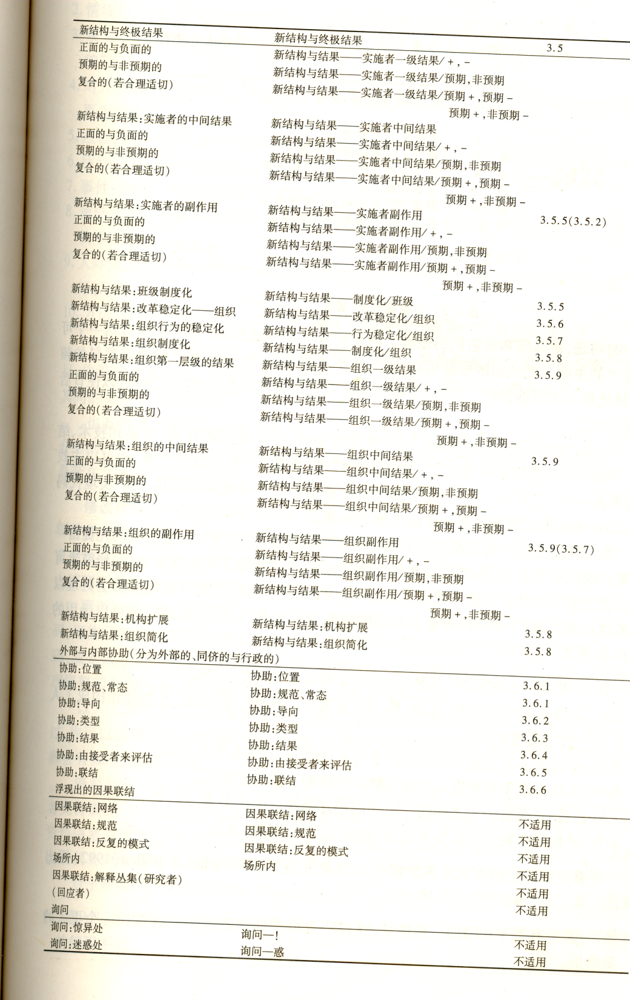 新结构与终极结果 新结构与终极结果 3.5
正面的与负面的 新结构与结果——实施者一级结果/+,-
预期的与非预期的 新结构与结果——实施者一级结果/预期,非预期
复合的(若合理适切) 新结构与结果——实施者一级结果/预期+,预期-
预期+,非预期-
新结构与结果:实施者的中间结果 新结构与结果——实施者中间结果
正面的与负面的 新结构与结果——实施者中间结果/+,-
预期的与非预期的 新结构与结果——实施者中间结果/预期,非预期
复合的(若合理适切) 新结构与结果——实施者中间结果/预期+,预期-
预期+,非预期-
新结构与结果:实施者的副作用 新结构与结果——实施者副作用 3.5.5(3.5.2)
正面的与负面的 新结构与结果——实施者副作用/+,-
预期的与非预期的 新结构与结果——实施者副作用/预期,非预期
复合的(若合理适切) 新结构与结果——实施者副作用/预期+,预期-
预期+,非预期-
新结构与结果:班级制度化 新结构与结果——制度化/班级 3.5.5
新结构与结果:改革稳定化——组织 新结构与结果——改革稳定化/组织 3.5.6
新结构与结果:组织行为的稳定化 新结构与结果——行为稳定化/组织 3.5.7
新结构与结果:组织制度化 新结构与结果——制度化/组织 3.5.8
新结构与结果:组织第一层级的结果 新结构与结果——组织一级结果 3.5.9
正面的与负面的 新结构与结果——组织一级结果/+,-
预期的与非预期的 新结构与结果——组织一级结果/预期,非预期
复合的(若合理适切) 新结构与结果——组织一级结果/预期+,预期-
预期+,非预期-
新结构与结果:组织的中间结果 新结构与结果——组织中间结果 3.5.9
正面的与负面的 新结构与结果——组织中间结果/+,-
预期的与非预期的 新结构与结果——组织中间结果/预期,非预期
复合的(若合理适切) 新结构与结果——组织中间结果/预期+,预期-
预期+,非预期-
新结构与结果:组织的副作用 新结构与结果——组织副作用 3.5.9(3.5.7)
正面的与负面的 新结构与结果——组织副作用/+,-
预期的与非预期的 新结构与结果——组织副作用/预期,非预期
复合的(若合理适切) 新结构与结果——组织副作用/预期+,预期-
预期+,非预期-
新结构与结果:机构扩展 新结构与结果:机构扩展 3.5.8
新结构与结果:组织简化 新结构与结果:组织简化 3.5.8
外部与内部协助(分为外部的、同侪的与行政的)
协助:位置 协助:位置 3.6.1
协助:规范、常态 协助:规范、常态 3.6.1
协助:导向 协助:导向 3.6.2
协助:类型 协助:类型 3.6.3
协助:结果 协助:结果 3.6.4
协助:由接受者来评估 协助:由接受者来评估 3.6.5
协助:联结 协助:联结 3.6.6
浮现出的因果联结
因果联结:网络 因果联结:网络 不适用
因果联结:规范 因果联结:规范 不适用
因果联结:反复的模式 因果联结:反复的模式 不适用
场所内 场所内 不适用
因果联结:解释丛集(研究者) 不适用
(回应者) 不适用
询问
询问:惊异处 询问—! 不适用
询问:迷惑处 询问—惑 不适用